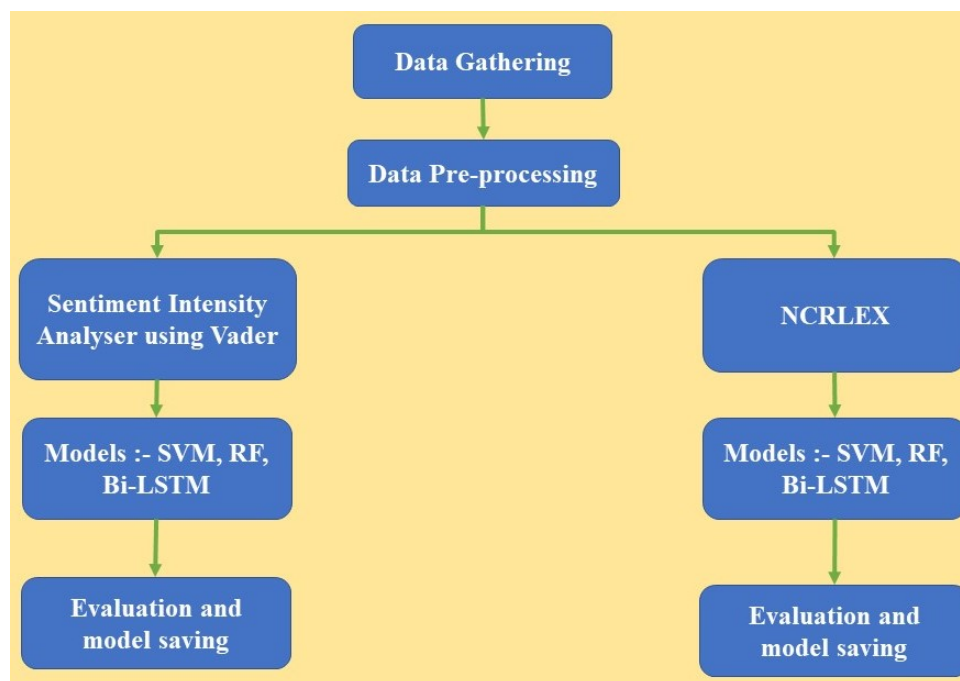 Data Gathering
Data Pre-processing
Sentiment Intensity
Analyser using Vader
NCRLEX
Models :- SVM, RF,
Bi-LSTM
Models :- SVM, RF,
Bi-LSTM
Evaluation and
model saving
Evaluation and
model saving